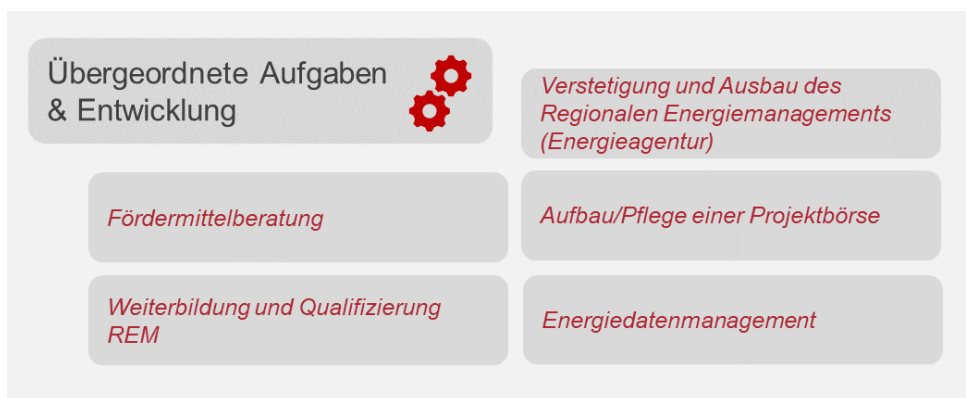 Übergeordnete Aufgaben
& Entwicklung
Verstetigung und Ausbau des
Regionalen Energiemanagements
(Energieagentur)
Fördermittelberatung
Aufbau/Pflege einer Projektbörse
Weiterbildung und Qualifizierung
REM
Energiedatenmanagement